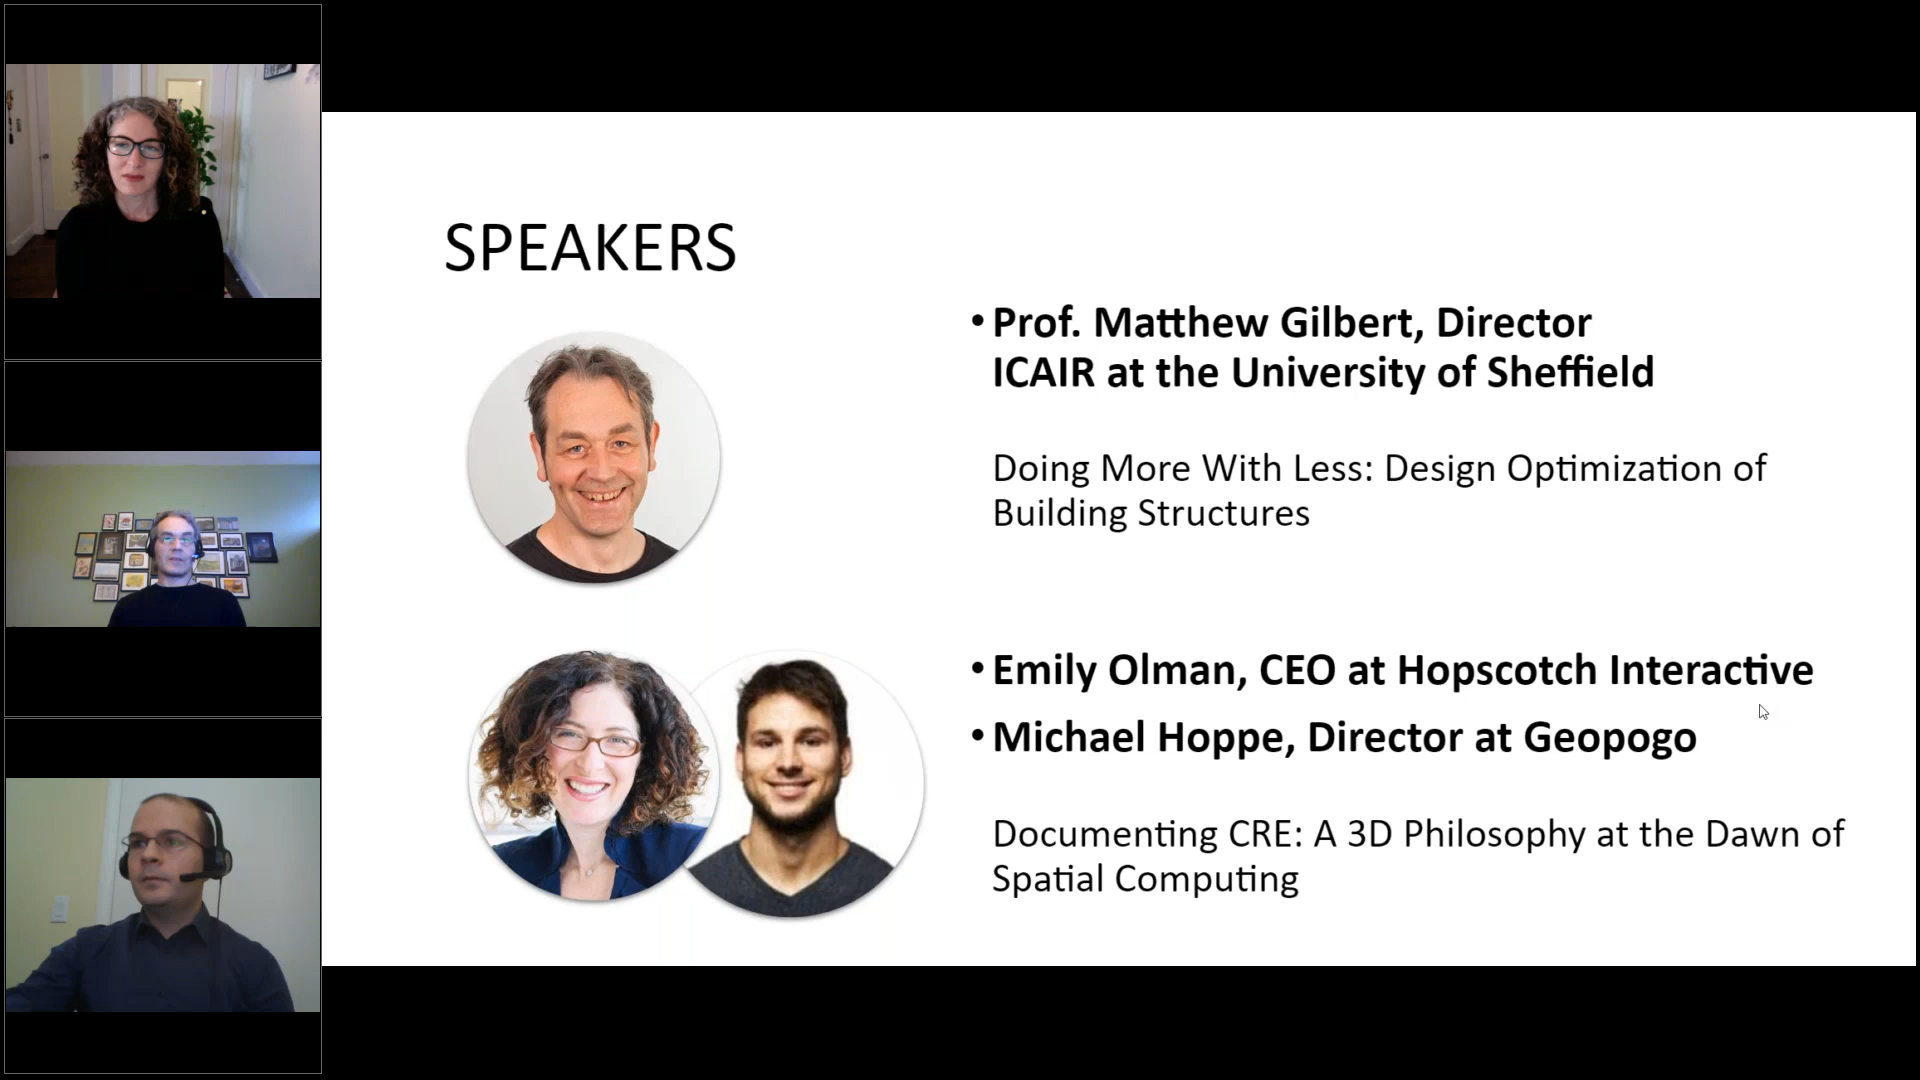 SPEAKERS
• Prof. Matthew Gilbert, Director
ICAIR at the University of Sheffield
Doing More With Less: Design Optimization of
Building Structures
• Emily Olman, CEO at Hopscotch Interactive
• Michael Hoppe, Director at Geopogo
Documenting CRE: A 3D Philosophy at the Dawn of
Spatial Computing